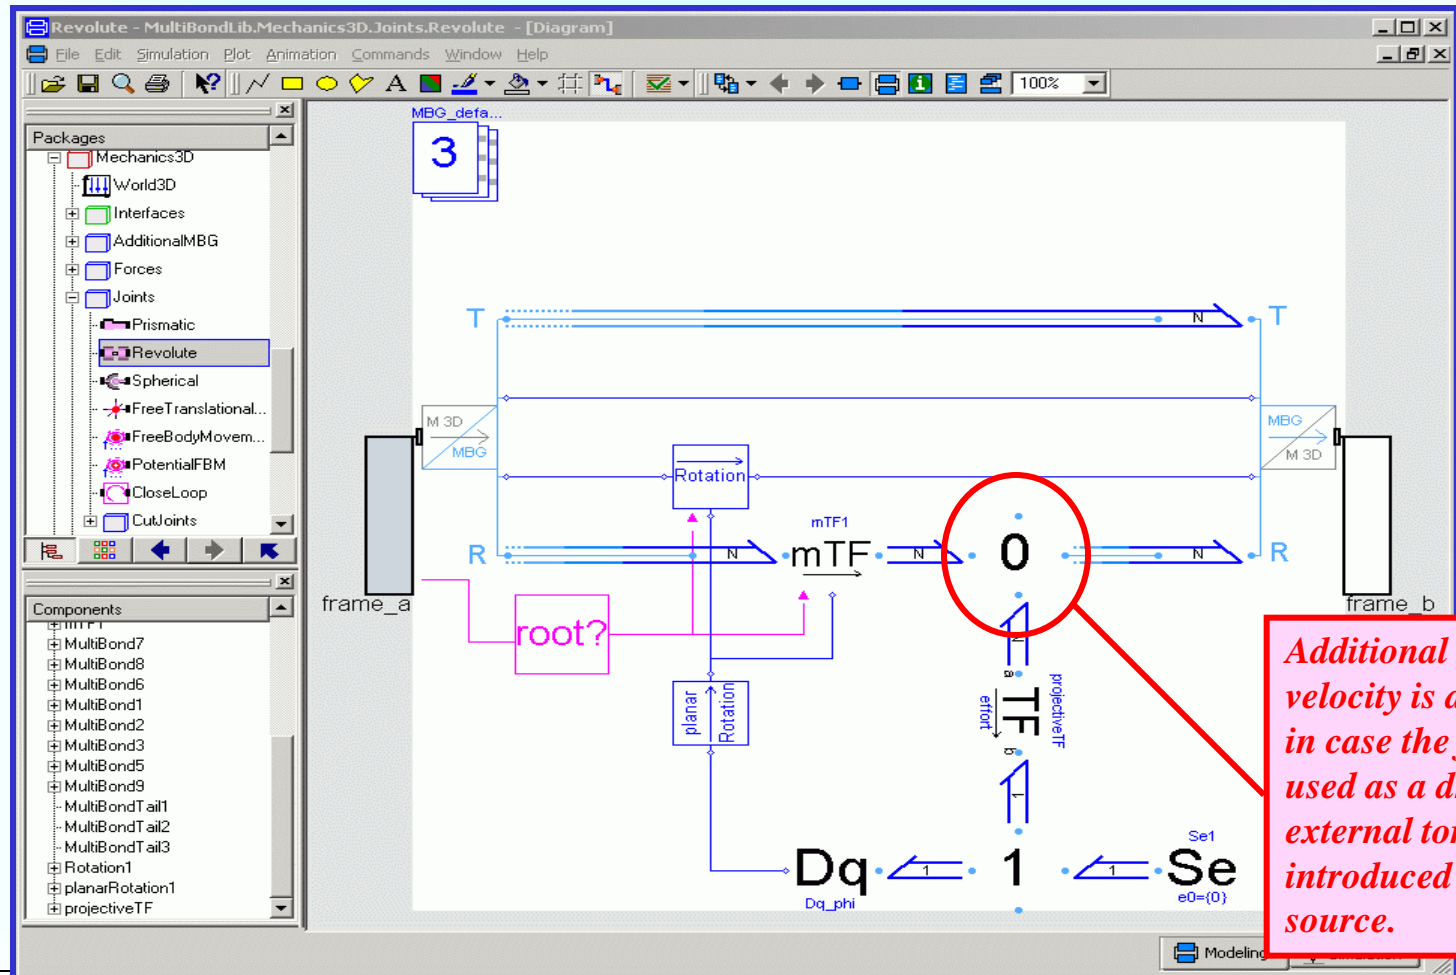 Revolute - MultiBondLib.Mechanics3D.Joints.Revolute - [Diagram]
File Edit Simulation Plot Animation Commands Window Help
A 100%
Packages
Mechanics3D
World3D
Interfaces
AdditionalMBG
Forces
Joints
Prismatic
Revolute
Spherical
FreeTranslational...
FreeBodyMovem...
PotentialFBM
CloseLoop
CutJoints
Components
mTF1
MultiBond7
MultiBond8
MultiBond6
MultiBond1
MultiBond2
MultiBond3
MultiBond5
MultiBond9
MultiBondTail1
MultiBondTail2
MultiBondTail3
Rotation1
planarRotation1
projectiveTF
MBG_defa...
3
T N T
M 3D
MBG
MBG
M 3D
Rotation
mTF1
R N mTF N 0 N R
frame_a
frame_b
root?
N
planar
Rotation
a
effort
TF
projectiveTF
b
1
Se1
Dq 1 1 1 Se
Dq_phi
e0={0}
Additional
velocity is
in case the
used as a
external
introduced
source.
Modeling